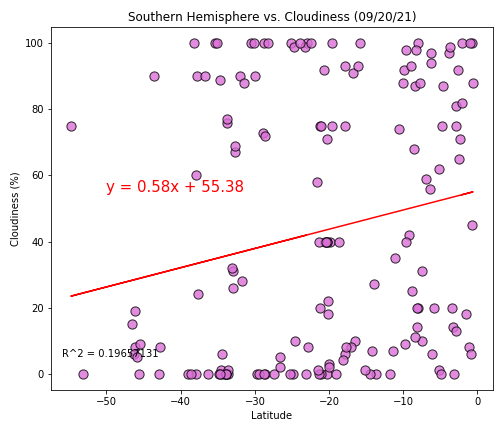 Southern Hemisphere vs. Cloudiness (09/20/21)
100
80
60
40
20
0
Cloudiness (%)
y = 0.58x + 55.38
R^2 = 0.19657131
−50
−40
−30
−20
−10
0
Latitude